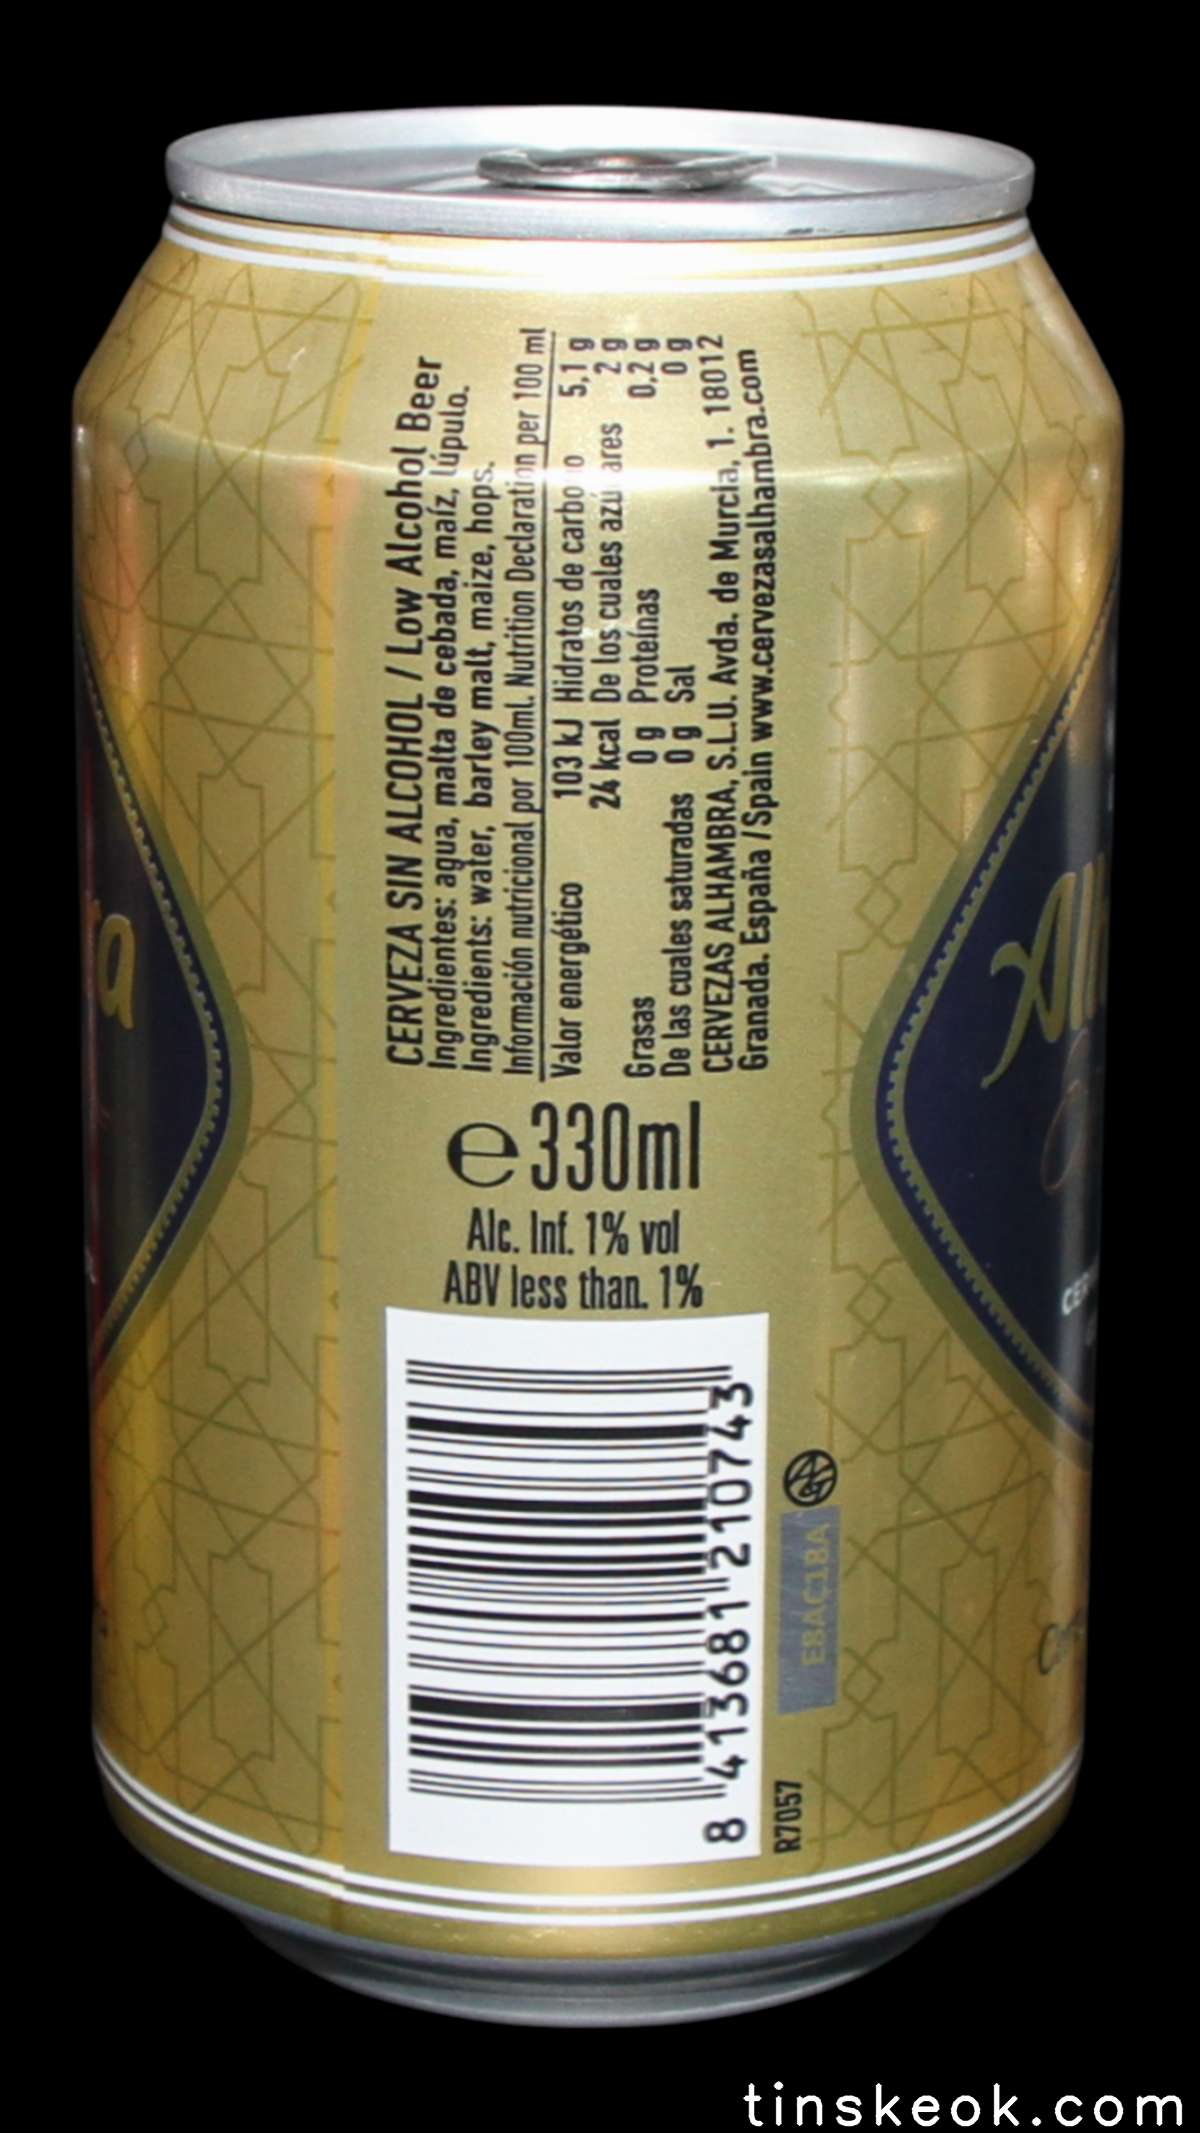 CERVEZA SIN ALCOHOL / Low Alcohol Beer
Ingredientes: agua, malta de cebada, maíz, lúpulo.
Ingredients: water, barley malt, maize, hops.
Información nutricional por 100ml. Nutrition Declaration per 100 ml
Valor energético 103 kJ Hidratos de carbono 5,1 g
24 kcal De los cuales azúcares 2 g
Grasas 0 g Proteínas 0,2 g
De las cuales saturadas 0 g Sal 0 g
CERVEZAS ALHAMBRA, S.L.U. Avda. de Murcia, 1. 18012
Granada. España / Spain www.cervezasalhambra.com
e 330ml
Alc. Inf. 1% vol
ABV less than. 1%
8 413681 210743
E8AC18A
R7057
ra
Alh
CER
tinskeok.com